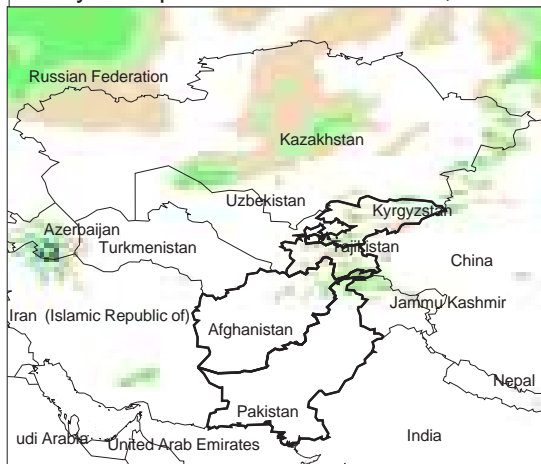 Russian Federation
Kazakhstan
Uzbekistan
Kyrgyzstan
Azerbaijan
Turkmenistan
Tajikistan
China
Iran (Islamic Republic of)
Jammu/Kashmir
Afghanistan
Nepal
Pakistan
udi Arabia
United Arab Emirates
India